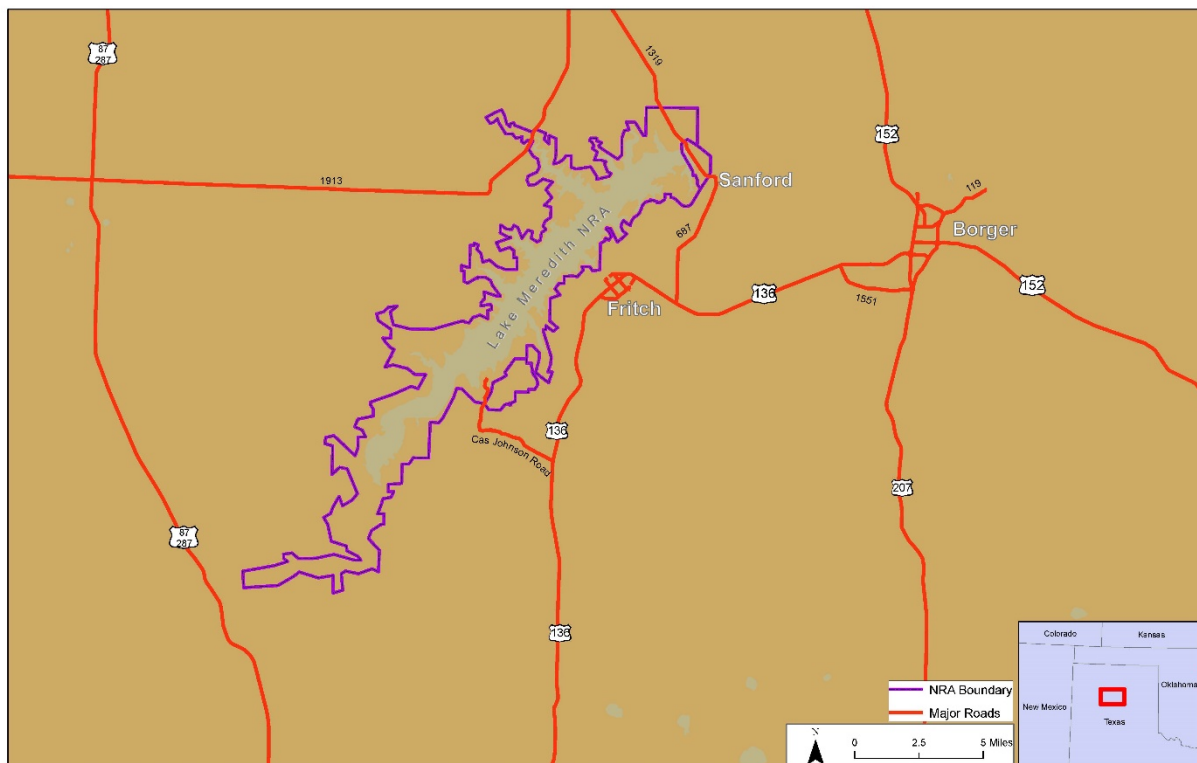 87
287
1319
152
1913
Sanford
119
Borger
687
Lake Meredith NRA
Fritch
136
1551
152
136
Cas Johnson Road
207
87
287
136
Colorado
Kansas
NRA Boundary
Oklahoma
Major Roads
New Mexico
Texas
N
0
2.5
5 Miles